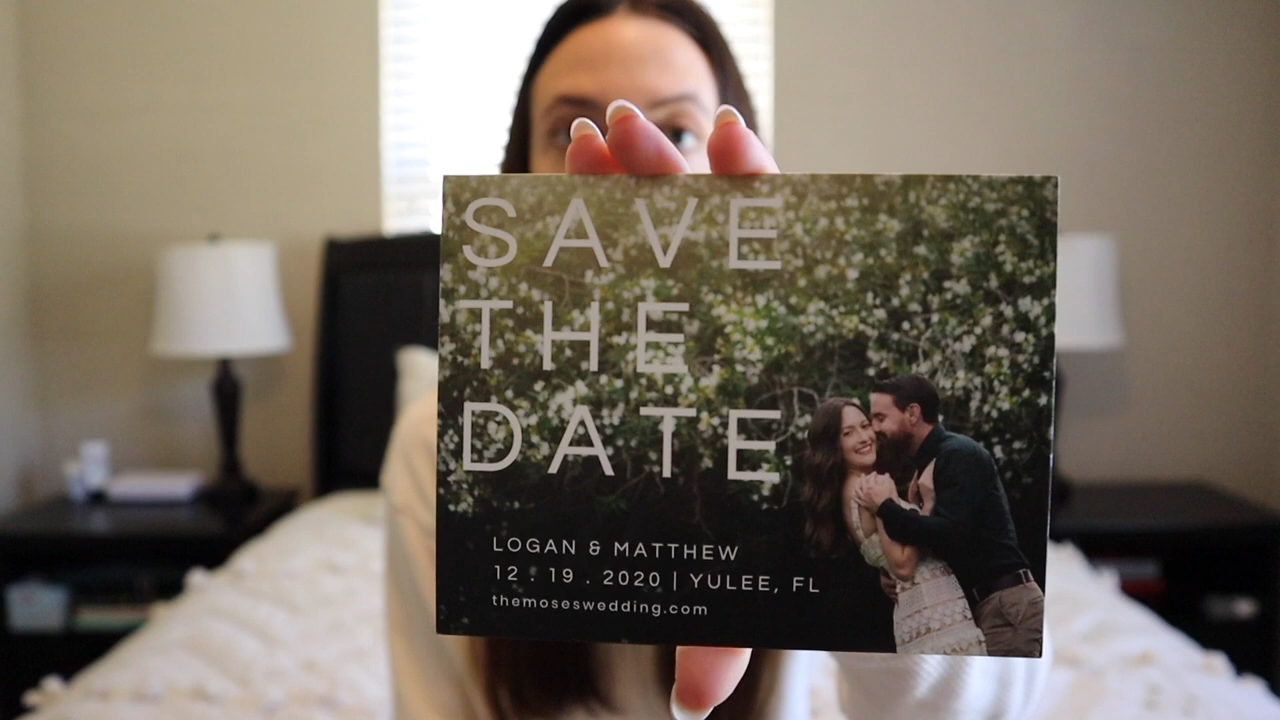 SAVE
THE
DATE
LOGAN & MATTHEW
12 . 19 . 2020 | YULEE, FL
themoseswedding.com